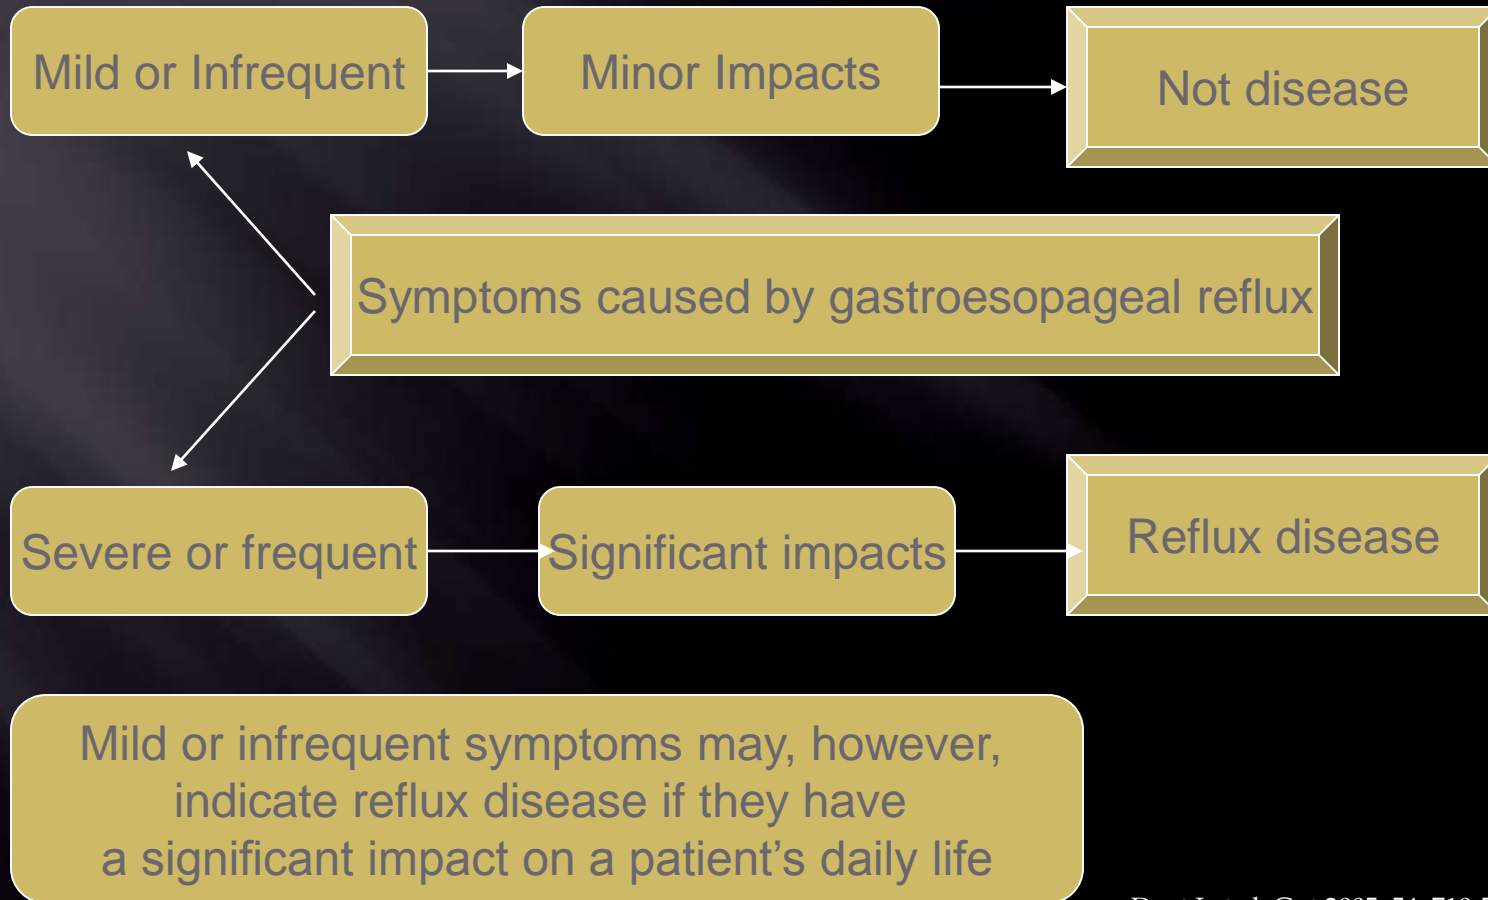 Mild or Infrequent
Minor Impacts
Not disease
Symptoms caused by gastroesopageal reflux
Severe or frequent
Significant impacts
Reflux disease
Mild or infrequent symptoms may, however,
indicate reflux disease if they have
a significant impact on a patient's daily life